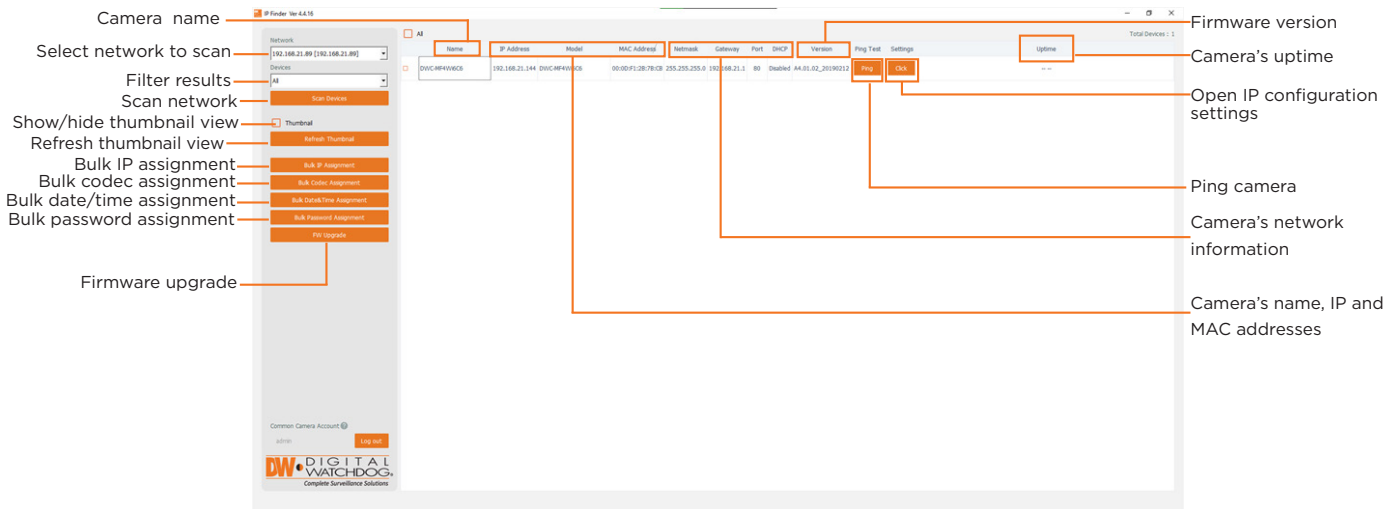 Camera name
Select network to scan
Filter results
Scan network
Show/hide thumbnail view
Refresh thumbnail view
Bulk IP assignment
Bulk codec assignment
Bulk date/time assignment
Bulk password assignment
Firmware upgrade
IP Finder Ver 4.4.16
Network
192.168.21.89 [192.168.21.89]
Devices
All
Scan Devices
Thumbnail
Refresh Thumbnail
Bulk IP Assignment
Bulk Codec Assignment
Bulk Date&Time Assignment
Bulk Password Assignment
FW Upgrade
Common Camera Account ?
admin
Log out
DW DIGITAL
WATCHDOG®
Complete Surveillance Solutions
All
Total Devices : 1
Name IP Address Model MAC Address Netmask Gateway Port DHCP Version Ping Test Settings Uptime
DWC-MF4Wi6C6 192.168.21.144 DWC-MF4Wi6C6 00:0D:F1:2B:7B:CB 255.255.255.0 192.168.21.1 80 Disabled A4.01.02_20190212 Ping Click -- --
Firmware version
Camera's uptime
Open IP configuration
settings
Ping camera
Camera's network
information
Camera's name, IP and
MAC addresses